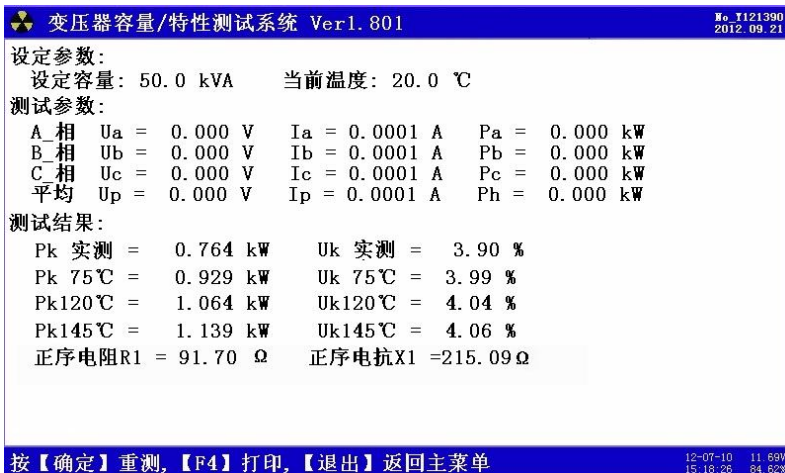 变压器容量/特性测试系统 Ver1.801
No_T121390
2012.09.21
设定参数:
设定容量: 50.0 kVA 当前温度: 20.0 ℃
测试参数:
A_相 Ua = 0.000 V Ia = 0.0001 A Pa = 0.000 kW
B_相 Ub = 0.000 V Ib = 0.0001 A Pb = 0.000 kW
C_相 Uc = 0.000 V Ic = 0.0001 A Pc = 0.000 kW
平均 Up = 0.000 V Ip = 0.0001 A Ph = 0.000 kW
测试结果:
Pk 实测 = 0.764 kW Uk 实测 = 3.90 %
Pk 75℃ = 0.929 kW Uk 75℃ = 3.99 %
Pk120℃ = 1.064 kW Uk120℃ = 4.04 %
Pk145℃ = 1.139 kW Uk145℃ = 4.06 %
正序电阻R1 = 91.70 Ω 正序电抗X1 =215.09Ω
按【确定】重测,【F4】打印,【退出】返回主菜单
12-07-10 11.69V
15:18:26 84.62%